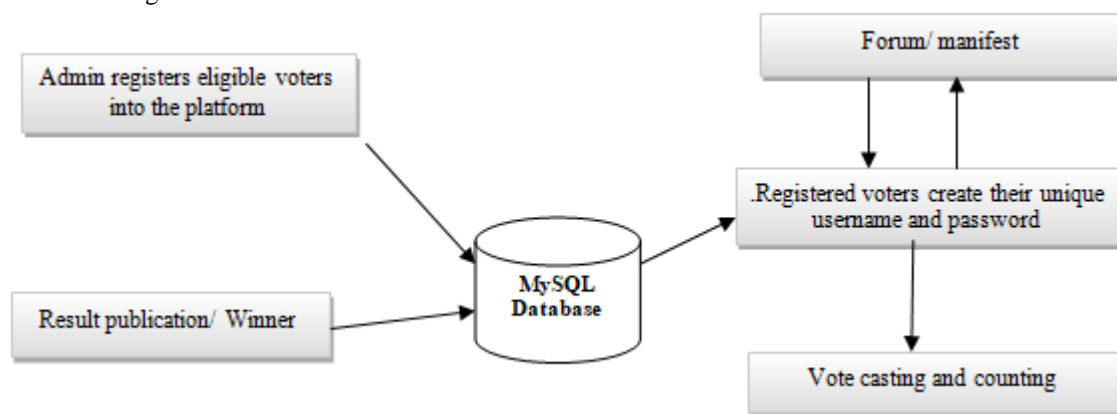 Forum/ manifest
Admin registers eligible voters
into the platform
.Registered voters create their unique
username and password
MySQL
Database
Result publication/ Winner
Vote casting and counting